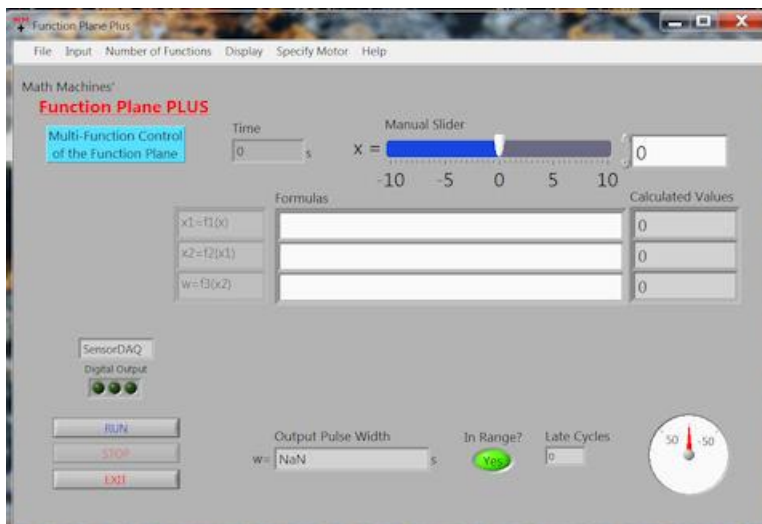 Function Plane Plus
File Input Number of Functions Display Specify Motor Help
Math Machines'
Function Plane PLUS
Multi-Function Control
of the Function Plane
Time
0 s
Manual Slider
x =
0
-10 -5 0 5 10
Formulas
Calculated Values
x1=f1(x)
0
x2=f2(x1)
0
w=f3(x2)
0
SensorDAQ
Digital Output
RUN
STOP
EXIT
Output Pulse Width
w= NaN s
In Range?
Yes
Late Cycles
0
50 -50